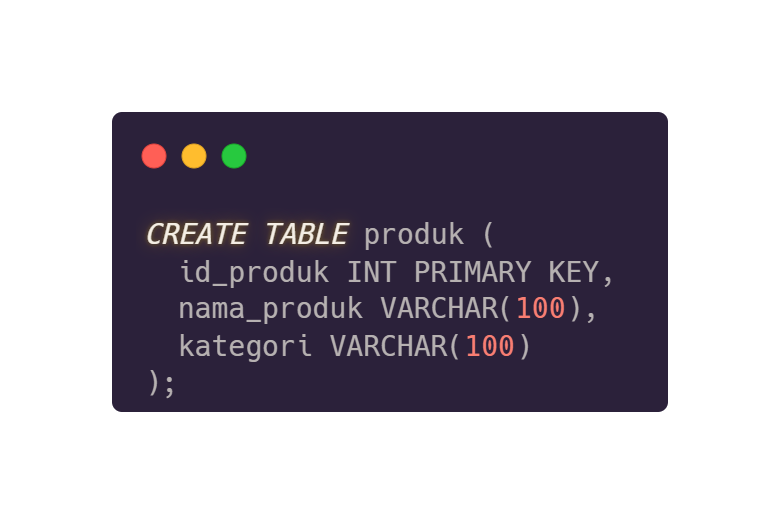 CREATE TABLE produk (
  id_produk INT PRIMARY KEY,
  nama_produk VARCHAR(100),
  kategori VARCHAR(100)
);